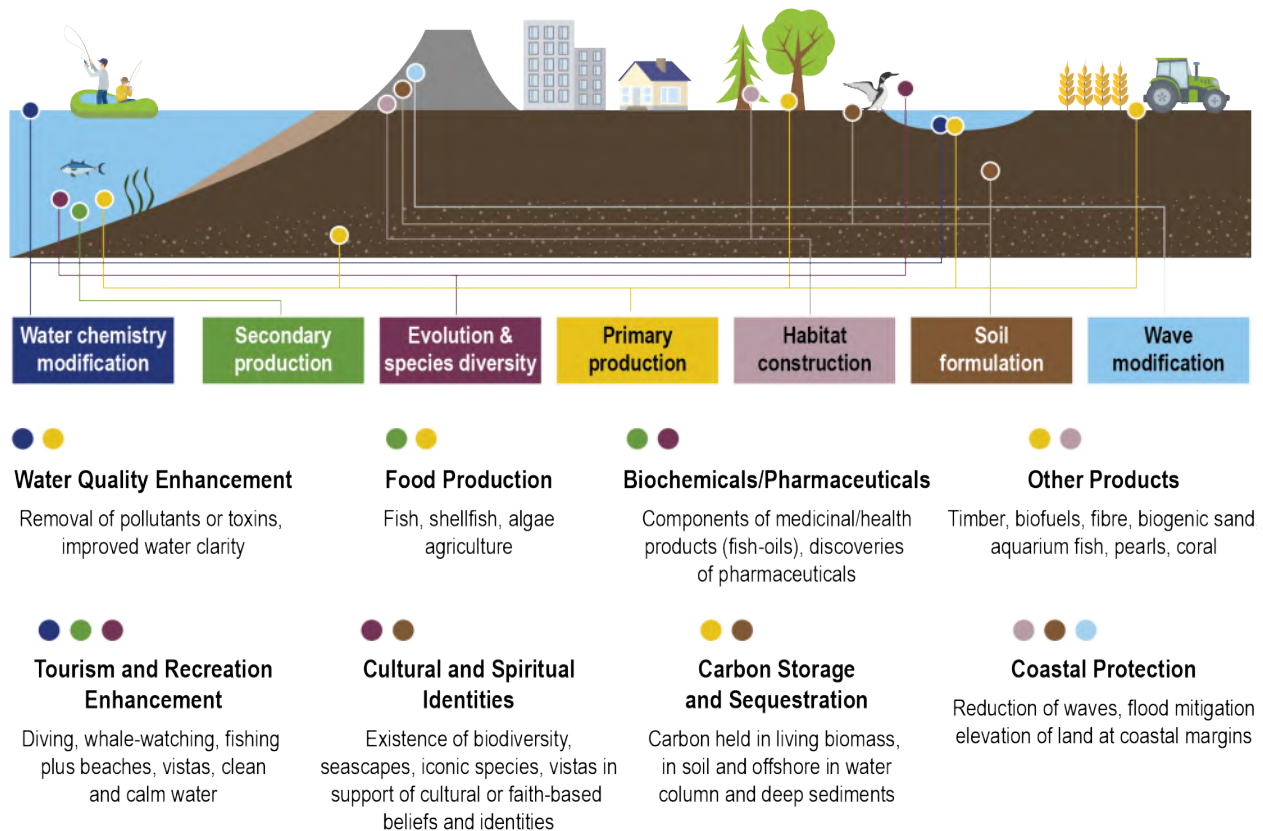 Water chemistry
modification
Secondary
production
Evolution &
species diversity
Primary
production
Habitat
construction
Soil
formulation
Wave
modification
Water Quality Enhancement
Removal of pollutants or toxins,
improved water clarity
Food Production
Fish, shellfish, algae
agriculture
Biochemicals/Pharmaceuticals
Components of medicinal/health
products (fish-oils), discoveries
of pharmaceuticals
Other Products
Timber, biofuels, fibre, biogenic sand
aquarium fish, pearls, coral
Tourism and Recreation
Enhancement
Diving, whale-watching, fishing
plus beaches, vistas, clean
and calm water
Cultural and Spiritual
Identities
Existence of biodiversity,
seascapes, iconic species, vistas in
support of cultural or faith-based
beliefs and identities
Carbon Storage
and Sequestration
Carbon held in living biomass,
in soil and offshore in water
column and deep sediments
Coastal Protection
Reduction of waves, flood mitigation
elevation of land at coastal margins